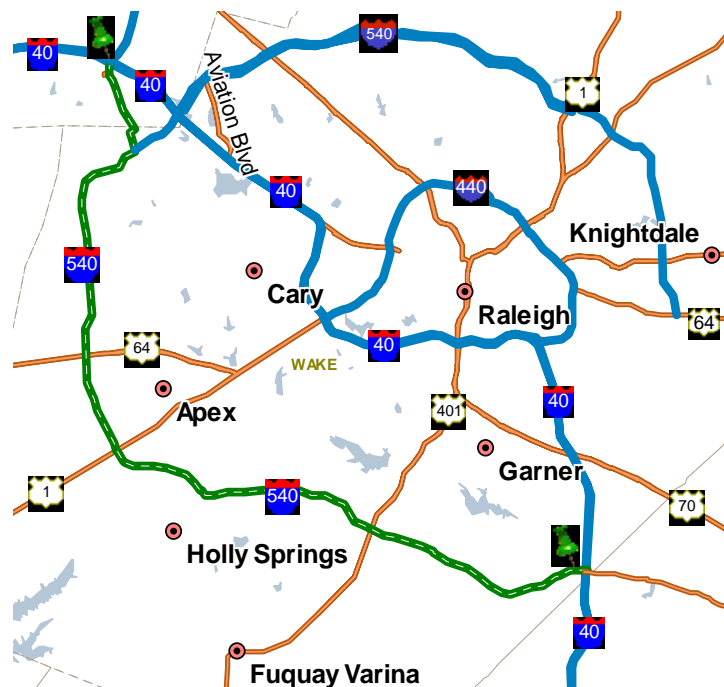 540
40
40
1
Aviation Blvd
40
440
Knightdale
540
Cary
Raleigh
64
40
64
WAKE
Apex
40
401
Garner
1
540
70
Holly Springs
40
Fuquay Varina